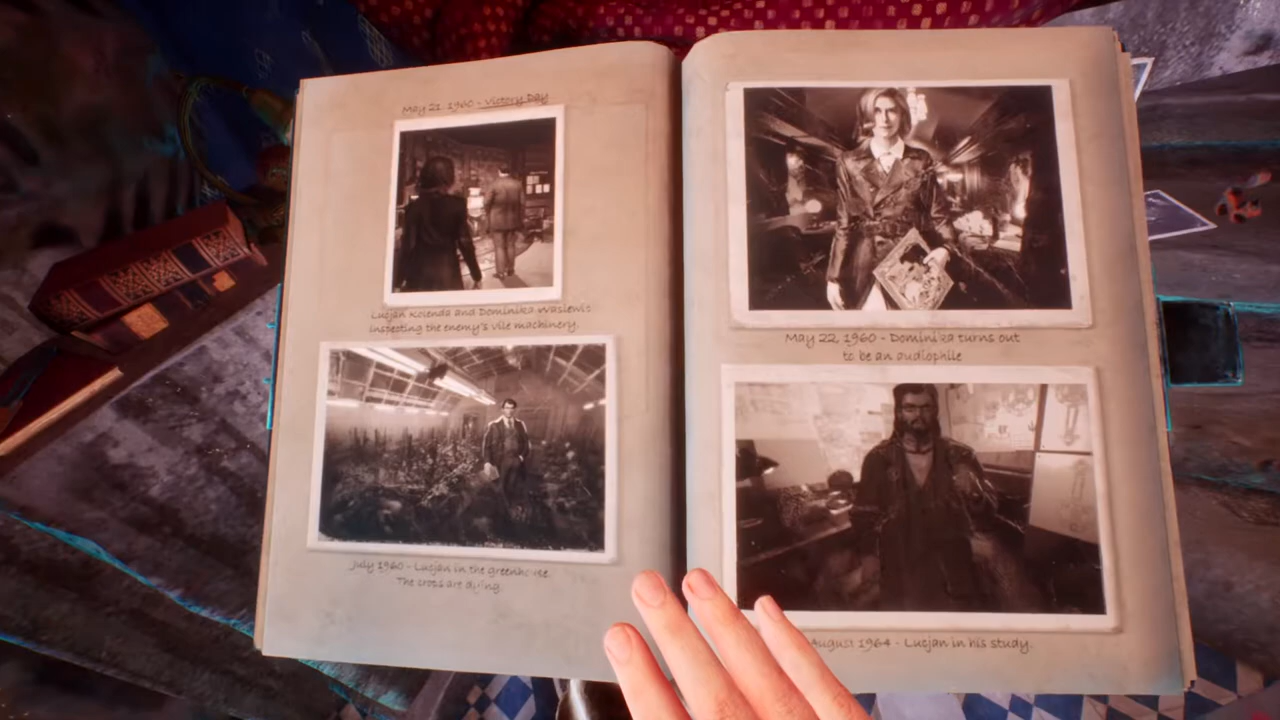 May 21, 1960 - Victory Day
Lucjan Kolenda and Dominika Wasiewic
inspecting the enemy's vile machinery.
July 1960 - Lucjan in the greenhouse.
The crops are dying.
May 22, 1960 - Dominika turns out
to be an audiophile
August 1964 - Lucjan in his study.